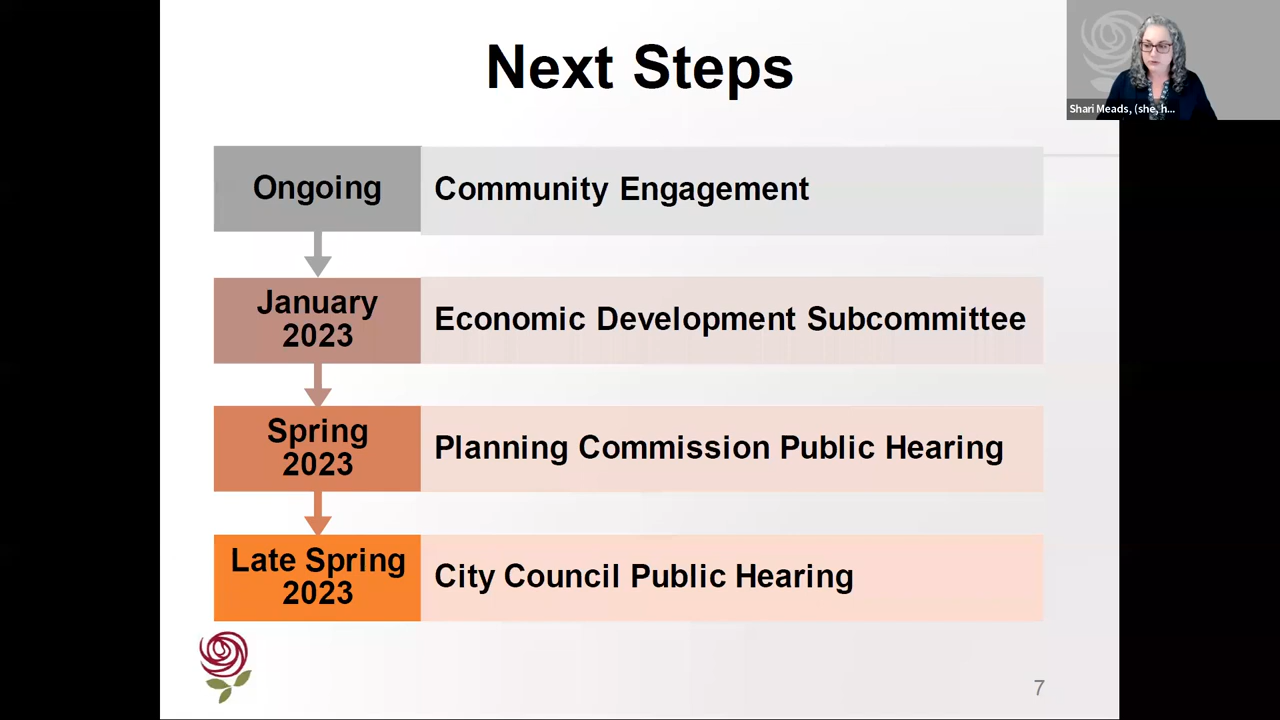 Next Steps
Shari Meads, (she, h...
Ongoing
Community Engagement
January
2023
Economic Development Subcommittee
Spring
2023
Planning Commission Public Hearing
Late Spring
2023
City Council Public Hearing
7